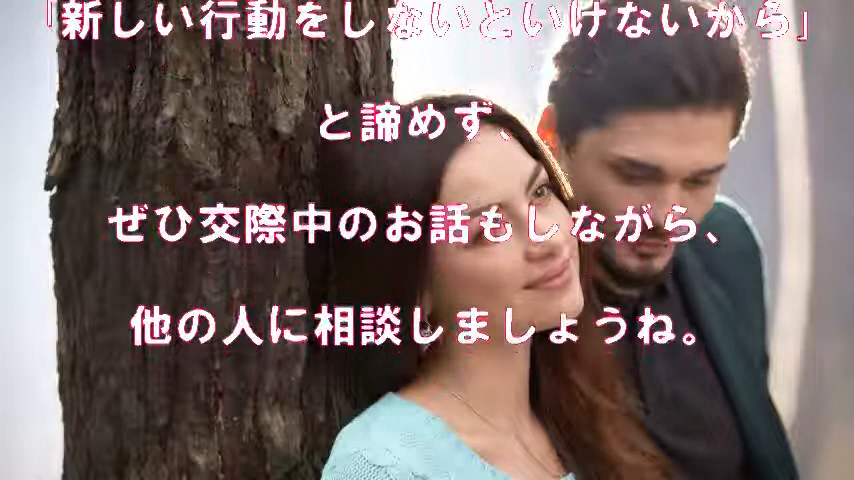 「新しい行動をしないといけないから」
と諦めず、
ぜひ交際中のお話もしながら、
他の人に相談しましょうね。